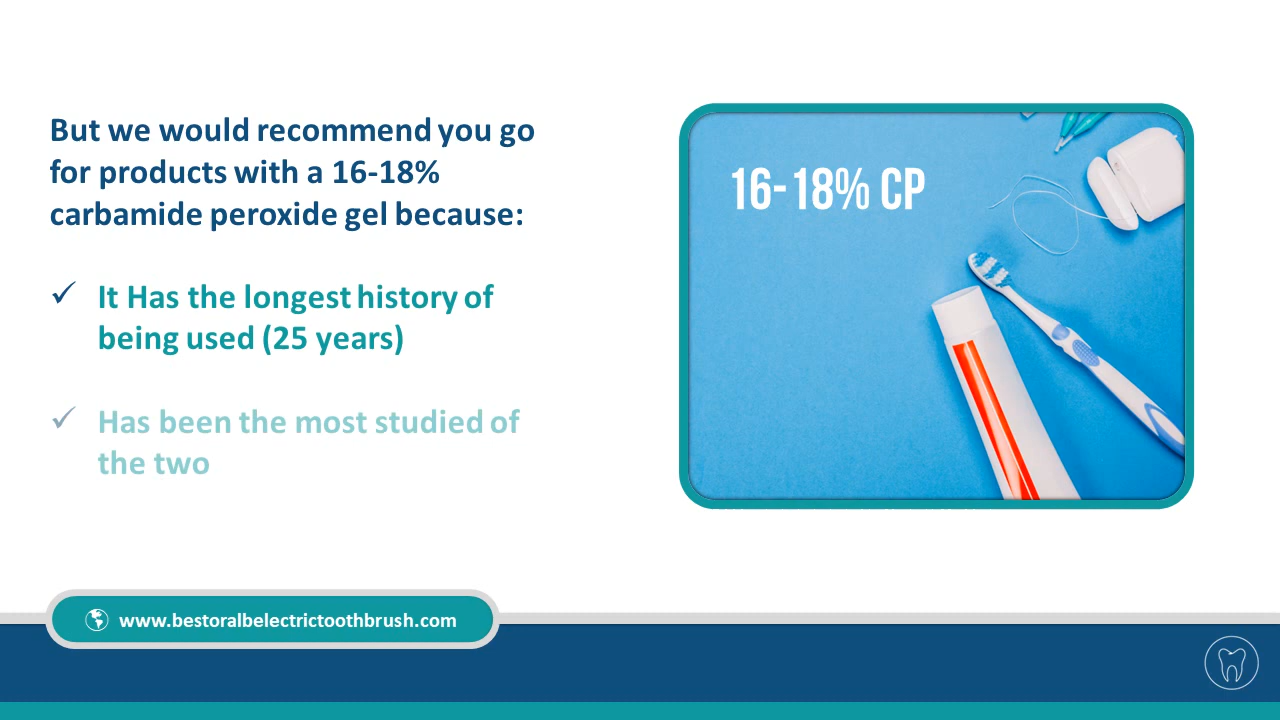 But we would recommend you go
for products with a 16-18%
carbamide peroxide gel because:
✓ It Has the longest history of
being used (25 years)
✓ Has been the most studied of
the two
16-18% CP
www.bestoralbelectrictoothbrush.com